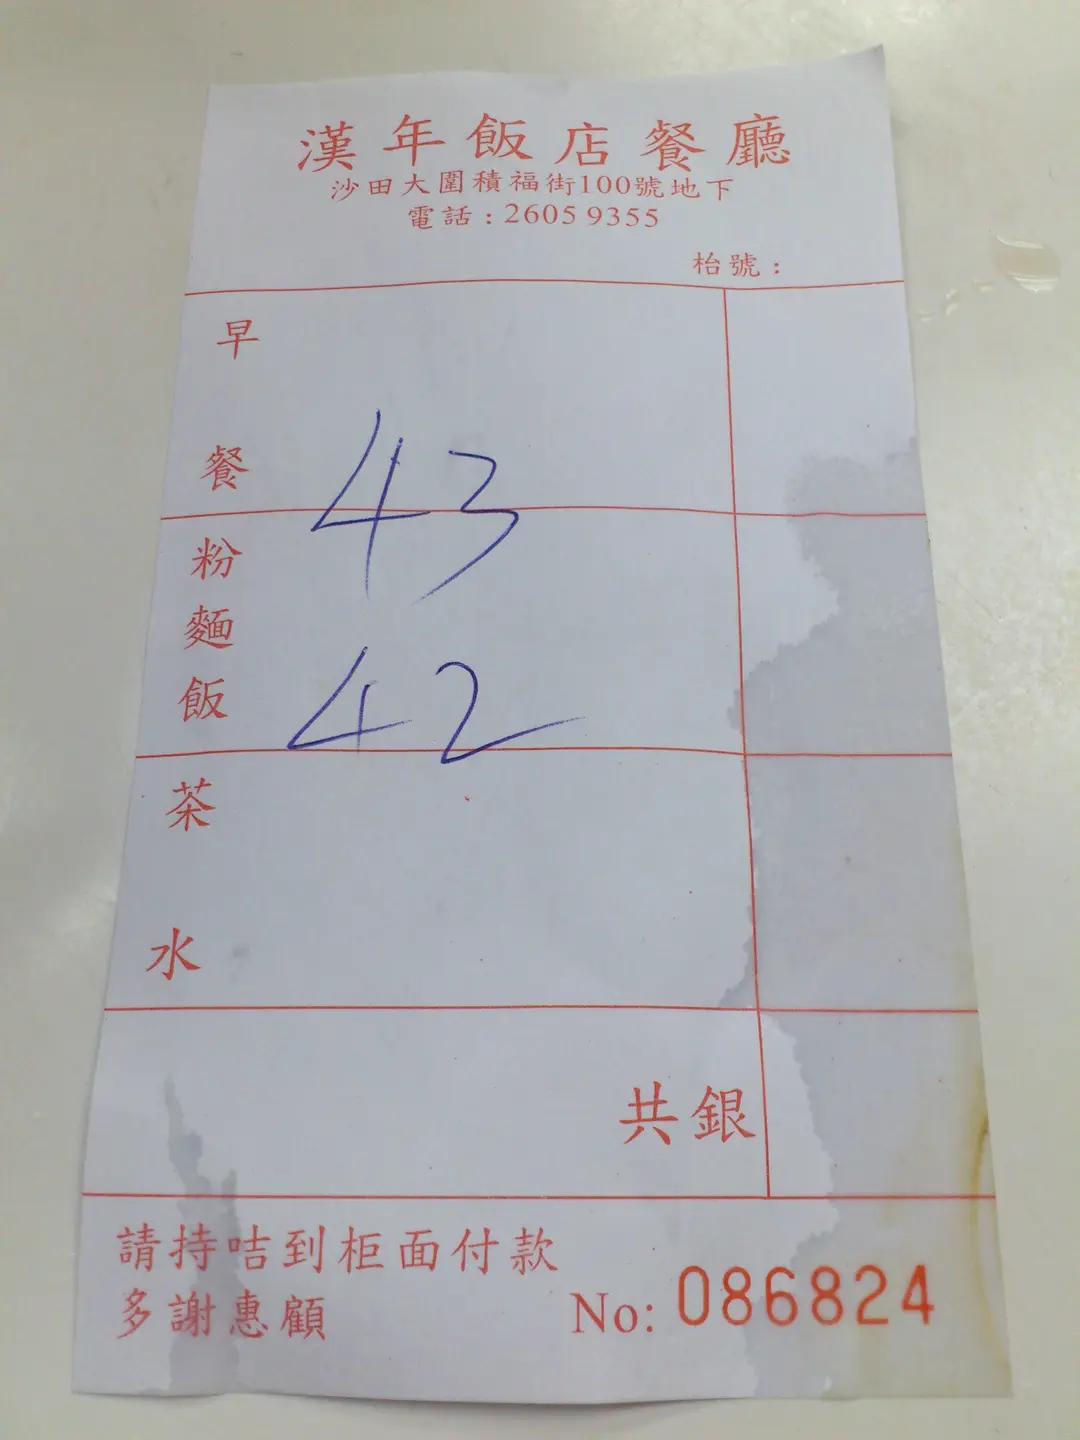 漢年飯店餐廳
沙田大圍積福街100號地下
電話：2605 9355
枱號：
早餐
43
粉麵飯
42
茶水
共銀
請持咭到柜面付款
多謝惠顧
No: 086824